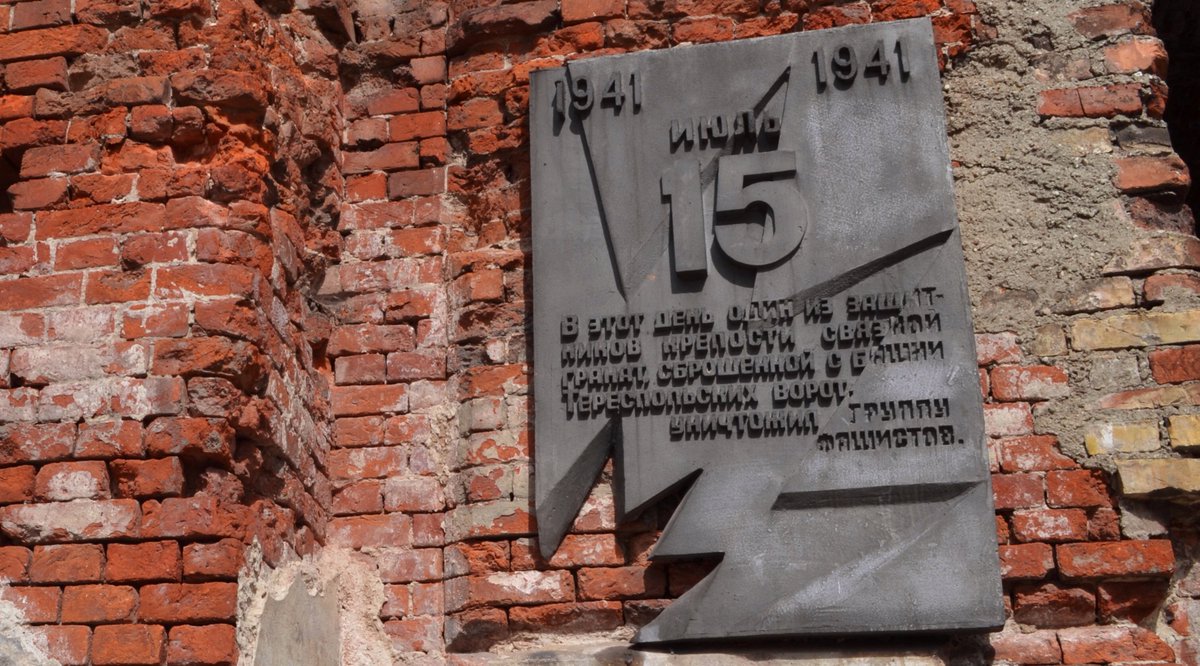 1941 1941
ИЮЛЬ
15
В ЭТОТ ДЕНЬ ОДИН ИЗ ЗАЩИТ-
НИКОВ КРЕПОСТИ СВЯЗКОЙ
ГРАНАТ, СБРОШЕННОЙ С БАШНИ
ТЕРЕСПОЛЬСКИХ ВОРОТ,
УНИЧТОЖИЛ ГРУППУ
ФАШИСТОВ.